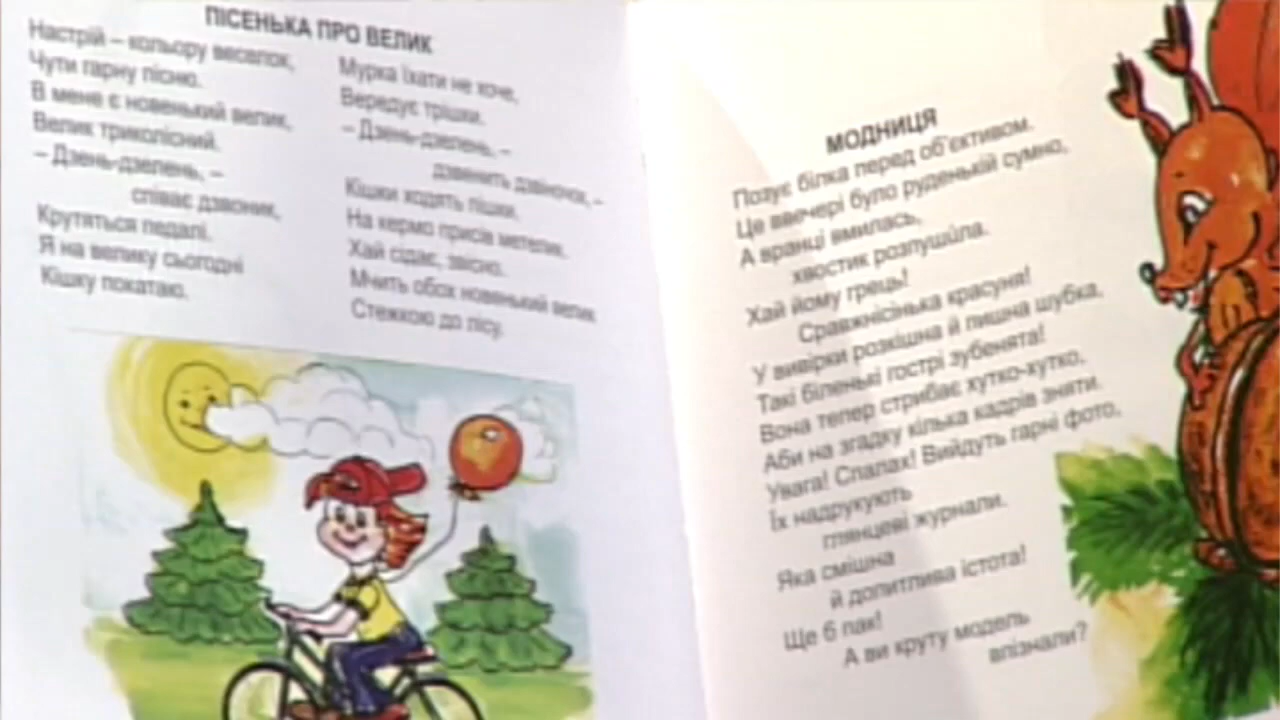 ПІСЕНЬКА ПРО ВЕЛИК
Настрій – кольору веселок,
Чути гарну пісню.
В мене є новенький велик,
Велик триколісний.
– Дзень-дзелень, –
співає дзвоник,
Крутяться педалі.
Я на велику сьогодні
Кішку покатаю.
Мурка їхати не хоче,
Вередує трішки.
– Дзень-дзелень, –
дзвенить дзвіночок, –
Кішки ходять пішки.
На кермо присів метелик.
Хай сідає, звісно.
Мчить обох новенький велик
Стежкою до лісу.
МОДНИЦЯ
Позує білка перед об'єктивом.
Це ввечері було руденькій сумно,
А вранці вмилась,
хвостик розпушила.
Хай йому грець!
Сравжнісінька красуня!
У вивірки розкішна й пишна шубка,
Такі біленькі гострі зубенята!
Вона тепер стрибає хутко-хутко,
Аби на згадку кілька кадрів зняти.
Увага! Спалах! Вийдуть гарні фото,
Їх надрукують
глянцеві журнали.
Яка смішна
й допитлива істота!
Ще б пак!
А ви круту модель
впізнали?